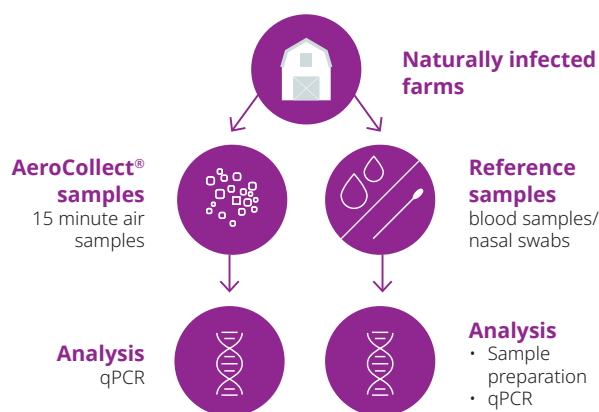 Naturally infected
farms
AeroCollect®
samples
15 minute air
samples
Reference
samples
blood samples/
nasal swabs
Analysis
qPCR
Analysis
• Sample
preparation
• qPCR